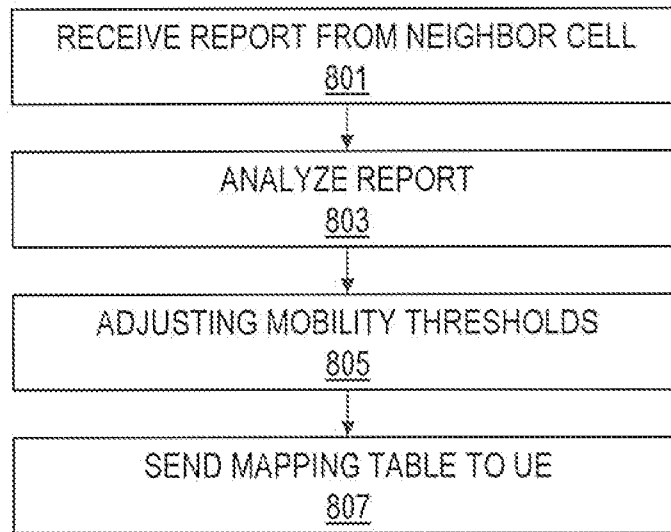 RECEIVE REPORT FROM NEIGHBOR CELL
801
ANALYZE REPORT
803
ADJUSTING MOBILITY THRESHOLDS
805
SEND MAPPING TABLE TO UE
807